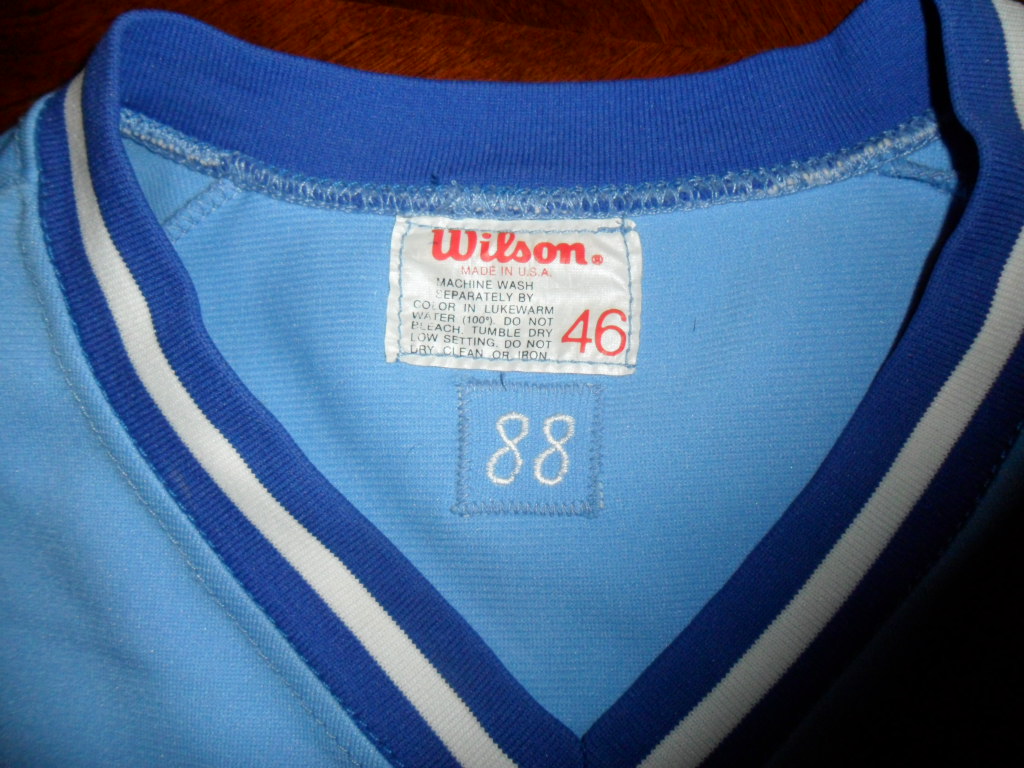 Wilson®
MADE IN U.S.A.
MACHINE WASH
SEPARATELY BY
COLOR IN LUKEWARM
WATER (100°). DO NOT
BLEACH. TUMBLE DRY
LOW SETTING. DO NOT
DRY CLEAN OR IRON.
46
88